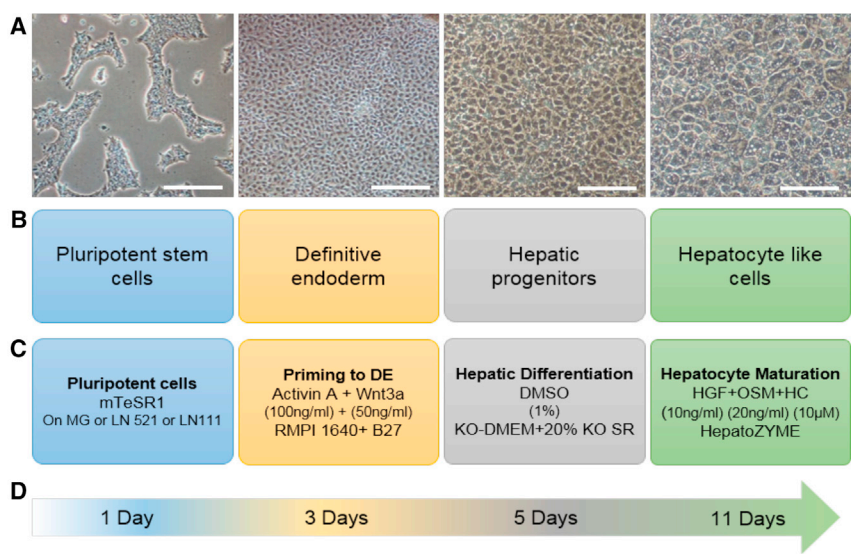 A
B
Pluripotent stem
cells
Definitive
endoderm
Hepatic
progenitors
Hepatocyte like
cells
C
Pluripotent cells
mTeSR1
On MG or LN 521 or LN111
Priming to DE
Activin A + Wnt3a
(100ng/ml) + (50ng/ml)
RMPI 1640+ B27
Hepatic Differentiation
DMSO
(1%)
KO-DMEM+20% KO SR
Hepatocyte Maturation
HGF+OSM+HC
(10ng/ml) (20ng/ml) (10µM)
HepatoZYME
D
1 Day
3 Days
5 Days
11 Days